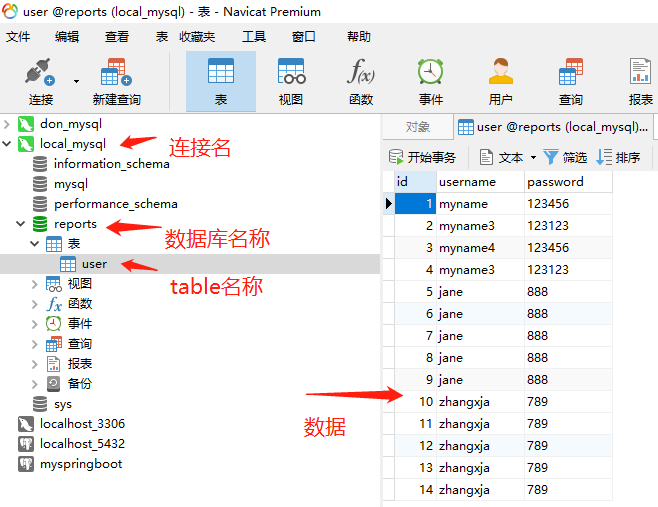 user @reports (local_mysql) - 表 - Navicat Premium
文件 编辑 查看 表 收藏夹 工具 窗口 帮助
连接 新建查询 表 视图 函数 事件 用户 查询 报表
f(x)
don_mysql
local_mysql
连接名
information_schema
mysql
performance_schema
reports
数据库名称
表
user
table名称
视图
fx 函数
事件
查询
报表
备份
sys
localhost_3306
localhost_5432
myspringboot
对象 user @reports (local_mysql)...
开始事务 文本 筛选 排序
id username password
1 myname 123456
2 myname3 123123
3 myname4 123456
4 myname3 123123
5 jane 888
6 jane 888
7 jane 888
8 jane 888
9 jane 888
10 zhangxja 789
11 zhangxja 789
12 zhangxja 789
13 zhangxja 789
14 zhangxja 789
数据